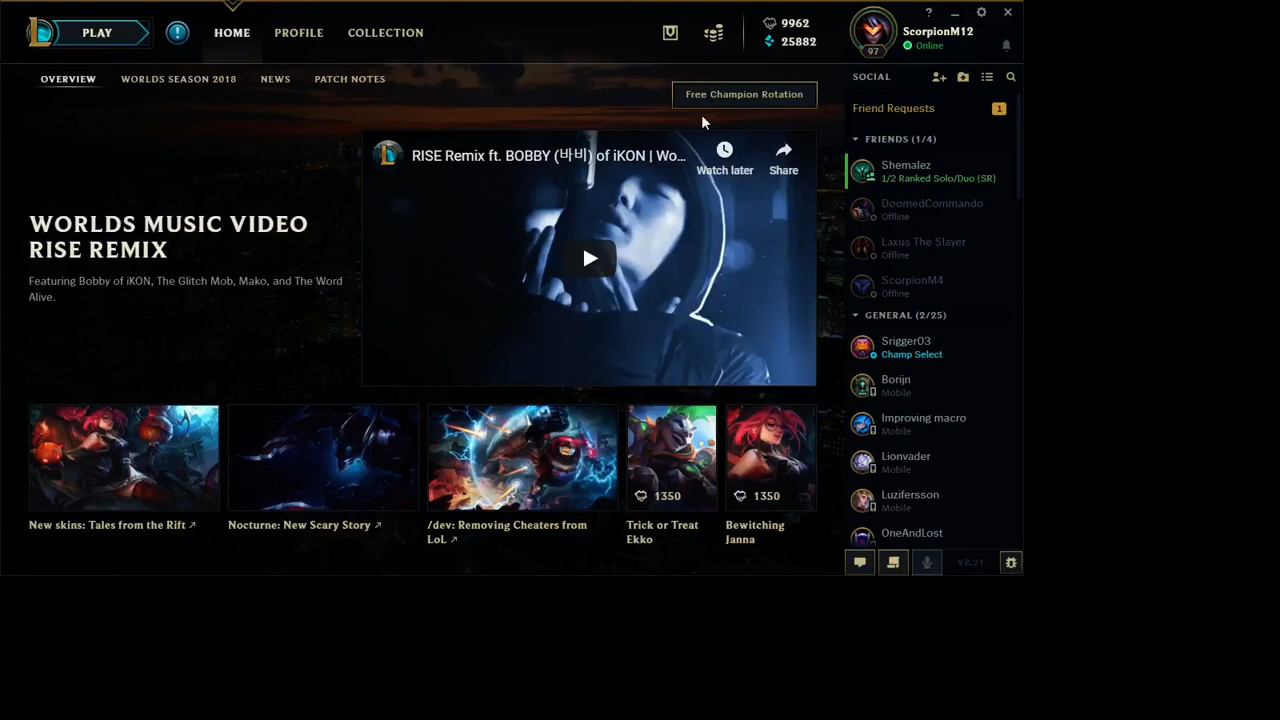 PLAY
HOME
PROFILE
COLLECTION
9962
25882
?
97
ScorpionM12
Online
OVERVIEW
WORLDS SEASON 2018
NEWS
PATCH NOTES
Free Champion Rotation
RISE Remix ft. BOBBY (바비) of iKON | Wo...
Watch later
Share
WORLDS MUSIC VIDEO
RISE REMIX
Featuring Bobby of iKON, The Glitch Mob, Mako, and The Word
Alive.
1350
1350
New skins: Tales from the Rift
Nocturne: New Scary Story
/dev: Removing Cheaters from
LoL
Trick or Treat
Ekko
Bewitching
Janna
SOCIAL
Friend Requests
1
FRIENDS (1/4)
Shemalez
1/2 Ranked Solo/Duo (SR)
DoomedCommando
Offline
Laxus The Slayer
Offline
ScorpionM4
Offline
GENERAL (2/25)
Srigger03
Champ Select
Borijn
Mobile
Improving macro
Mobile
Lionvader
Mobile
Luzifersson
Mobile
OneAndLost
V8.21